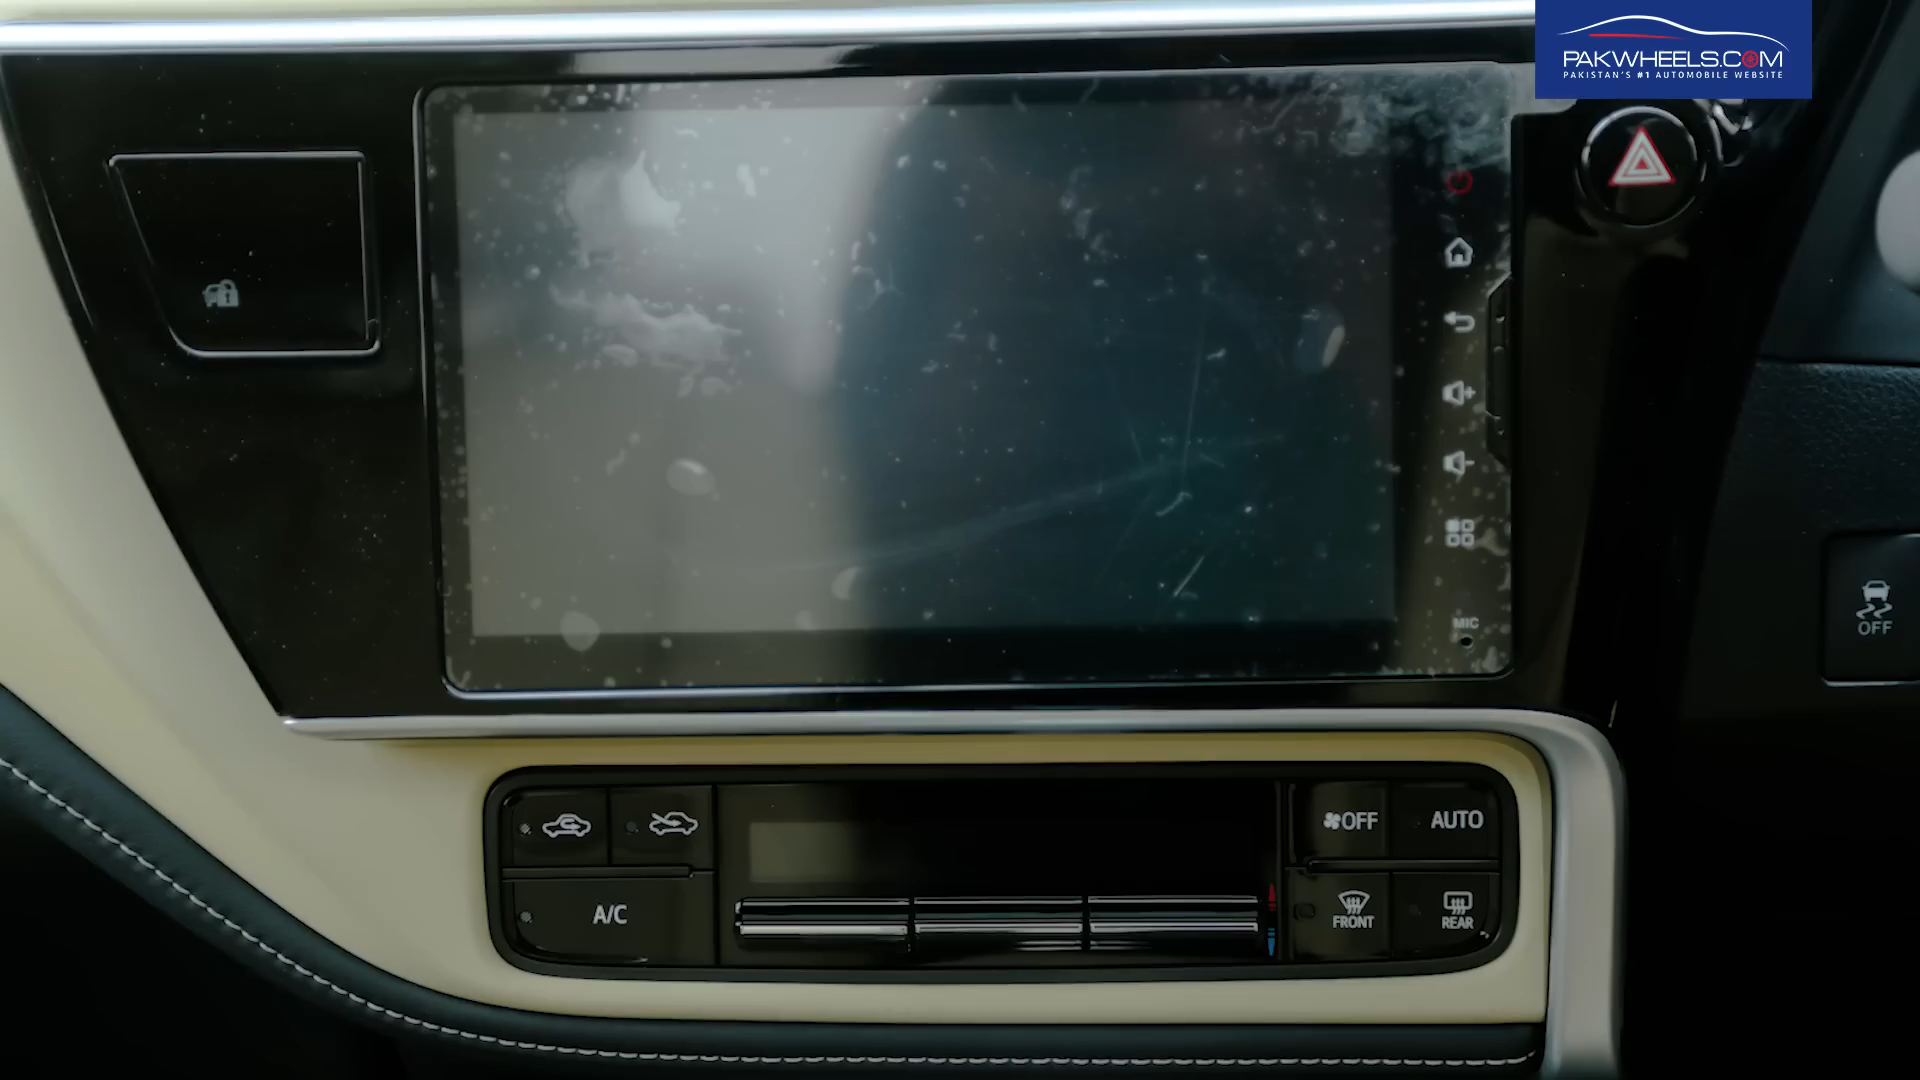 PAKWHEELS.COM
PAKISTAN'S #1 AUTOMOBILE WEBSITE
MIC
OFF
OFF
AUTO
A/C
FRONT
REAR